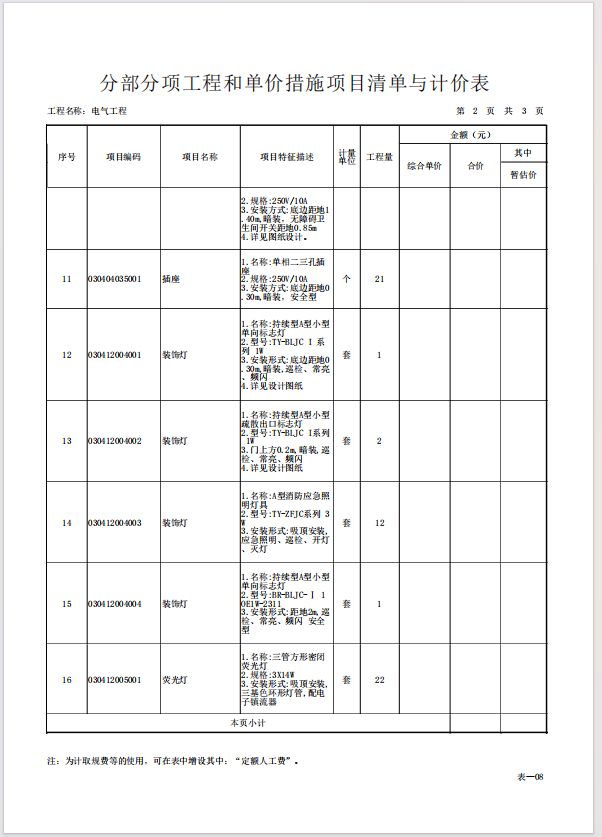 分部分项工程和单价措施项目清单与计价表
工程名称: 电气工程
第 2 页 共 3 页
序号 项目编码 项目名称 项目特征描述 计量单位 工程量 金额（元）
综合单价 合价 其中
暂估价
2.规格:250V/10A
3.安装方式:底边距地1
.40m,暗装, 无障碍卫
生间开关距地0.85m
4.详见图纸设计。
11 030404035001 插座 个 21
1.名称:单相二三孔插
座
2.规格:250V/10A
3.安装方式:底边距地0
.30m,暗装, 安全型
12 030412004001 装饰灯 套 1
1.名称:持续型A型小型
单向标志灯
2.型号:TY-BLJC I 系
列 1W
3.安装形式:底边距地0
.30m,暗装,巡检、常亮
、频闪
4.详见设计图纸
13 030412004002 装饰灯 套 2
1.名称:持续型A型小型
疏散出口标志灯
2.型号:TY-BLJC I系列
1W
3.门上方0.2m,暗装,巡
检、常亮、频闪
4.详见设计图纸
14 030412004003 装饰灯 套 12
1.名称:A型消防应急照
明灯具
2.型号:TY-ZFJC系列 3
W
3.安装形式:吸顶安装,
应急照明、巡检、开灯
、灭灯
15 030412004004 装饰灯 套 1
1.名称:持续型A型小型
单向标志灯
2.型号:BR-BLJC-Ⅰ 1
OE1W-2311
3.安装形式:距地2m,巡
检、常亮、频闪 安全
型
16 030412005001 荧光灯 套 22
1.名称:三管方形密闭
荧光灯
2.规格:3X14W
3.安装形式:吸顶安装,
三基色环形灯管,配电
子镇流器
本页小计
注: 为计取规费等的使用, 可在表中增设其中: “定额人工费”。
表—08